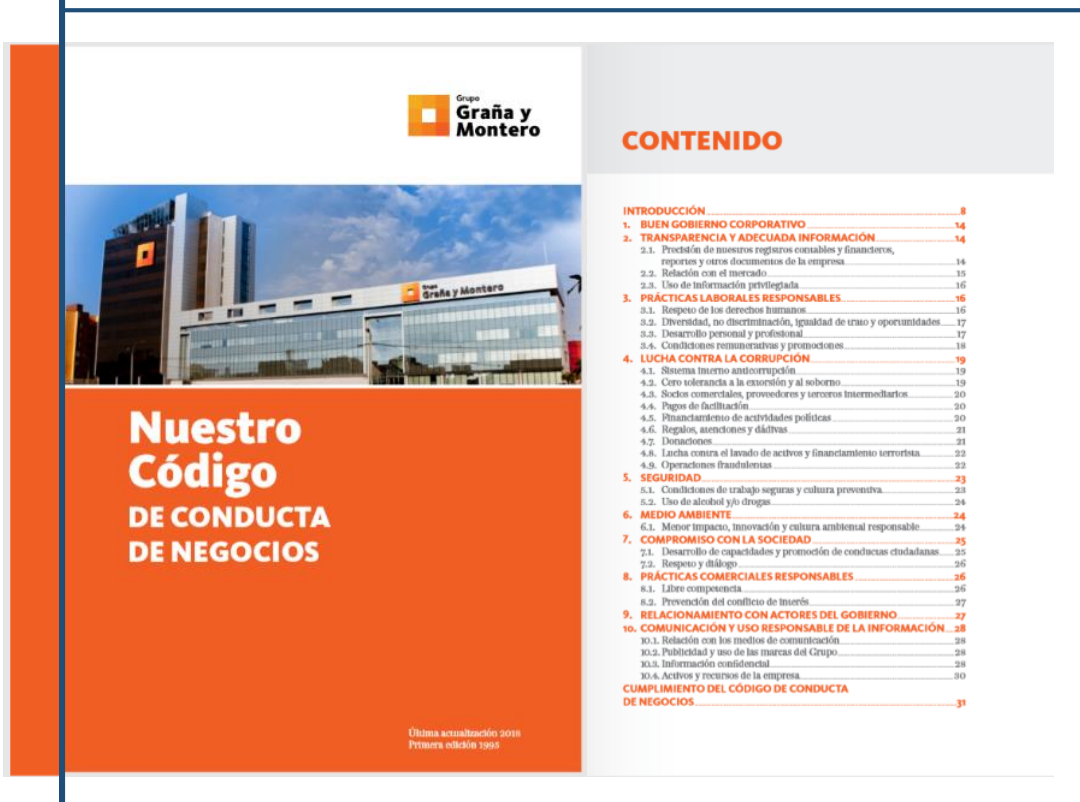 Grupo
Graña y
Montero
Grupo
Graña y Montero
Nuestro
Código
DE CONDUCTA
DE NEGOCIOS
Última actualización 2018
Primera edición 1995
CONTENIDO
INTRODUCCIÓN 8
1. BUEN GOBIERNO CORPORATIVO 14
2. TRANSPARENCIA Y ADECUADA INFORMACIÓN 14
2.1. Precisión de nuestros registros contables y financieros,
reportes y otros documentos de la empresa 14
2.2. Relación con el mercado 15
2.3. Uso de información privilegiada 16
3. PRÁCTICAS LABORALES RESPONSABLES 16
3.1. Respeto de los derechos humanos 16
3.2. Diversidad, no discriminación, igualdad de trato y oportunidades 17
3.3. Desarrollo personal y profesional 17
3.4. Condiciones remunerativas y promociones 18
4. LUCHA CONTRA LA CORRUPCIÓN 19
4.1. Sistema interno anticorrupción 19
4.2. Cero tolerancia a la extorsión y al soborno 19
4.3. Socios comerciales, proveedores y terceros intermediarios 20
4.4. Pagos de facilitación 20
4.5. Financiamiento de actividades políticas 20
4.6. Regalos, atenciones y dádivas 21
4.7. Donaciones 21
4.8. Lucha contra el lavado de activos y financiamiento terrorista 22
4.9. Operaciones fraudulentas 22
5. SEGURIDAD 23
5.1. Condiciones de trabajo seguras y cultura preventiva 23
5.2. Uso de alcohol y/o drogas 24
6. MEDIO AMBIENTE 24
6.1. Menor impacto, innovación y cultura ambiental responsable 24
7. COMPROMISO CON LA SOCIEDAD 25
7.1. Desarrollo de capacidades y promoción de conductas ciudadanas 25
7.2. Respeto y diálogo 26
8. PRÁCTICAS COMERCIALES RESPONSABLES 26
8.1. Libre competencia 26
8.2. Prevención del conflicto de interés 27
9. RELACIONAMIENTO CON ACTORES DEL GOBIERNO 27
10. COMUNICACIÓN Y USO RESPONSABLE DE LA INFORMACIÓN 28
10.1. Relación con los medios de comunicación 28
10.2. Publicidad y uso de las marcas del Grupo 28
10.3. Información confidencial 28
10.4. Activos y recursos de la empresa 30
CUMPLIMIENTO DEL CÓDIGO DE CONDUCTA
DE NEGOCIOS 31